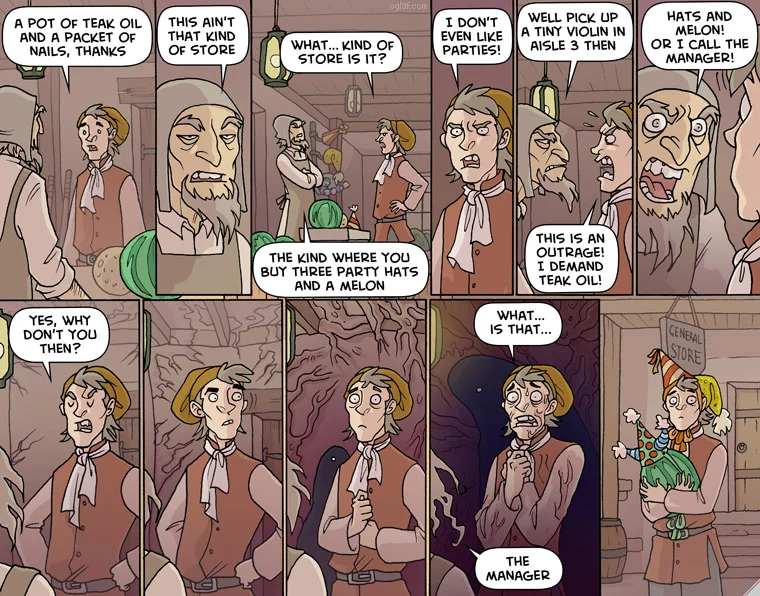 A POT OF TEAK OIL
AND A PACKET OF
NAILS, THANKS
THIS AIN'T
THAT KIND
OF STORE
WHAT... KIND OF
STORE IS IT?
THE KIND WHERE YOU
BUY THREE PARTY HATS
AND A MELON
oglaf.com
I DON'T
EVEN LIKE
PARTIES!
WELL PICK UP
A TINY VIOLIN IN
AISLE 3 THEN
THIS IS AN
OUTRAGE!
I DEMAND
TEAK OIL!
HATS AND
MELON!
OR I CALL THE
MANAGER!
YES, WHY
DON'T YOU
THEN?
WHAT...
IS THAT...
THE
MANAGER
GENERAL
STORE